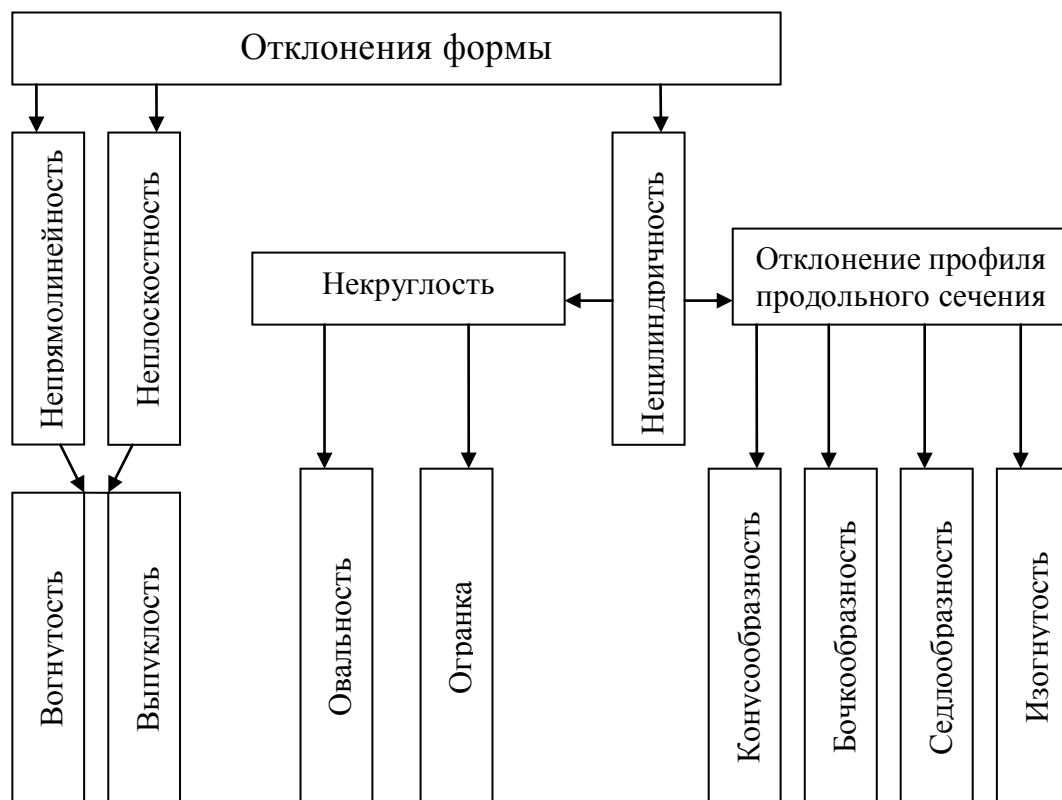 Отклонения формы
Непрямолинейность
Неплоскостность
Нецилиндричность
Некруглость
Отклонение профиля
продольного сечения
Вогнутость
Выпуклость
Овальность
Огранка
Конусообразность
Бочкообразность
Седлообразность
Изогнутость